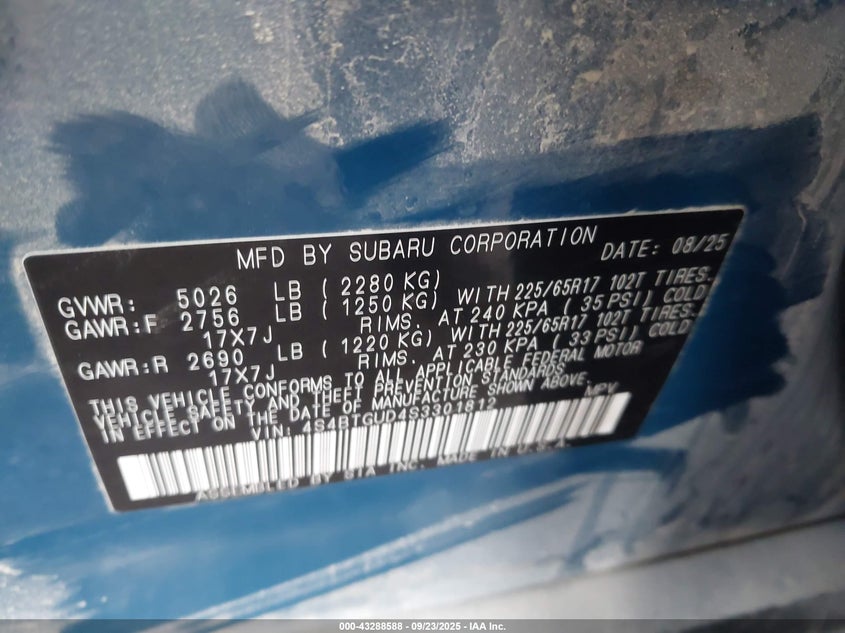 MFD BY SUBARU CORPORATION DATE: 08/25
GVWR: 5026 LB ( 2280 KG)
GAWR:F 2756 LB ( 1250 KG) WITH 225/65R17 102T TIRES.
17X7J RIMS. AT 240 KPA ( 35 PSI) COLD
GAWR:R 2690 LB ( 1220 KG) WITH 225/65R17 102T TIRES.
17X7J RIMS. AT 230 KPA ( 33 PSI) COLD
THIS VEHICLE CONFORMS TO ALL APPLICABLE FEDERAL MOTOR
VEHICLE SAFETY AND THEFT PREVENTION STANDARDS
IN EFFECT ON THE DATE OF MANUFACTURE SHOWN ABOVE.
VIN: 4S4BTGUD4S3301812 MPV
ASSEMBLED BY SIA INC. MADE IN U.S.A.
000-43288588 - 09/23/2025 - IAA Inc.